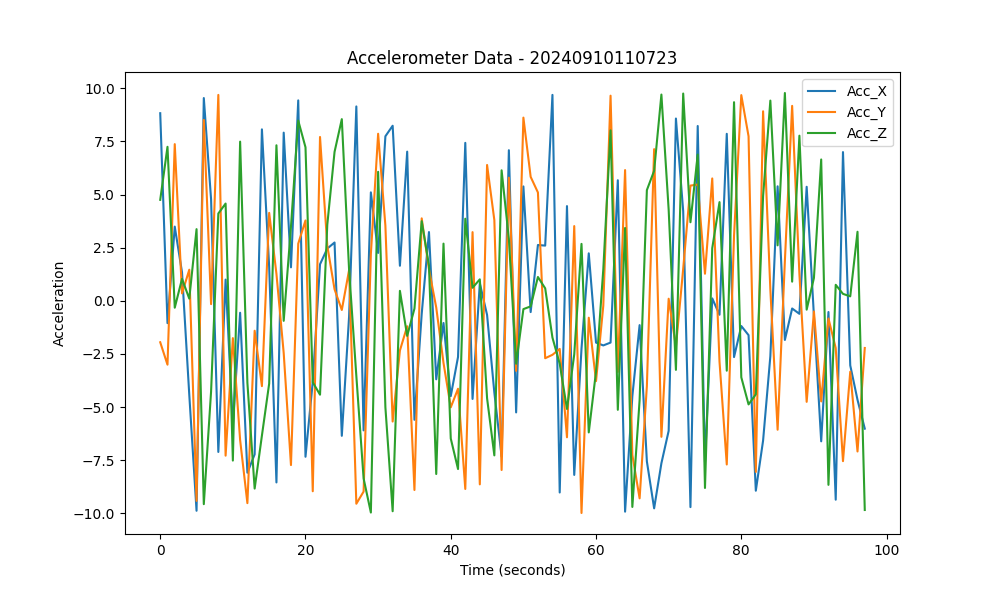 Accelerometer Data - 20240910110723
Acc_X
Acc_Y
Acc_Z
10.0
7.5
5.0
2.5
0.0
−2.5
−5.0
−7.5
−10.0
Acceleration
0 20 40 60 80 100
Time (seconds)